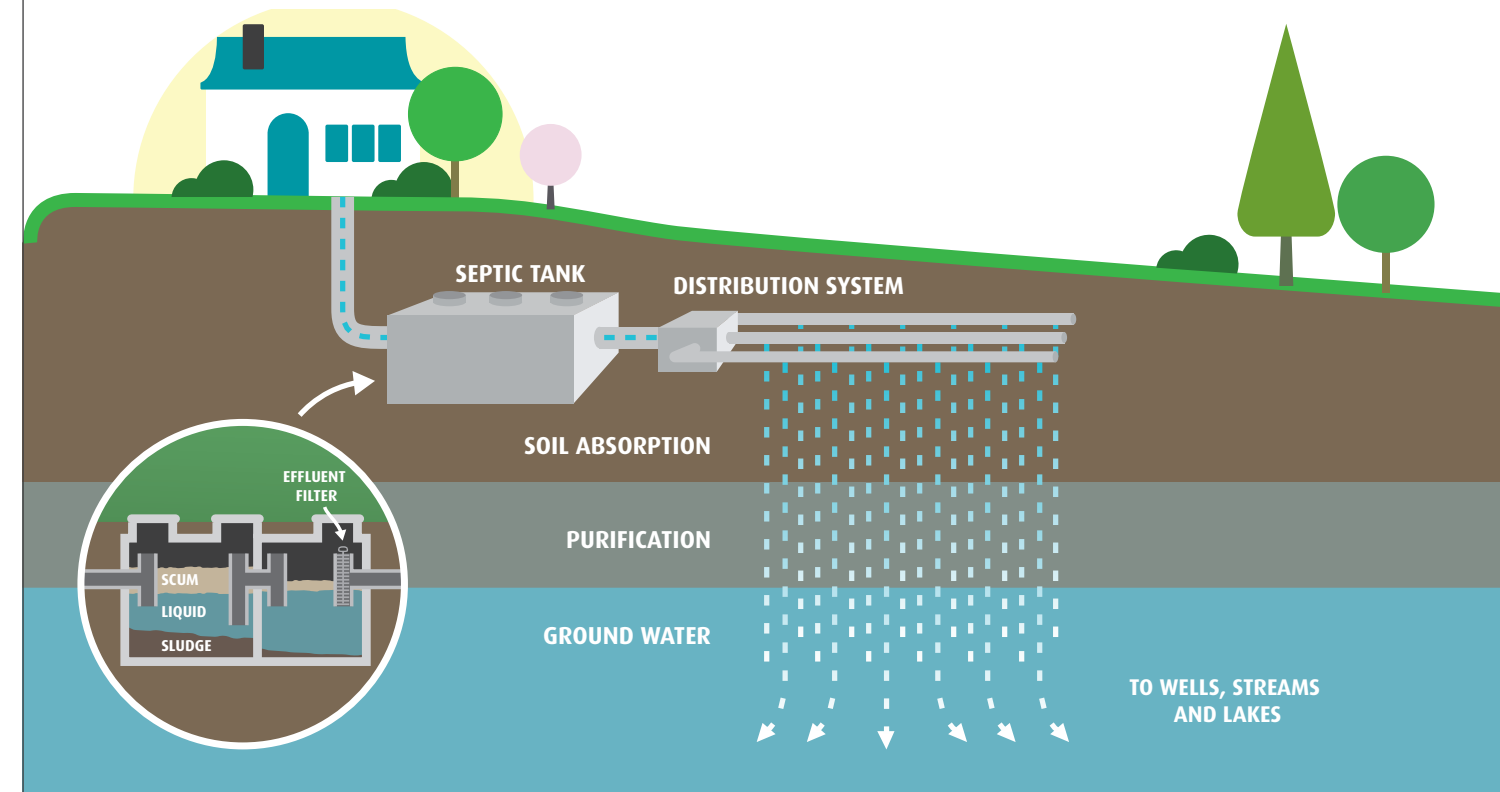 SEPTIC TANK
DISTRIBUTION SYSTEM
SOIL ABSORPTION
EFFLUENT
FILTER
PURIFICATION
SCUM
LIQUID
SLUDGE
GROUND WATER
TO WELLS, STREAMS
AND LAKES